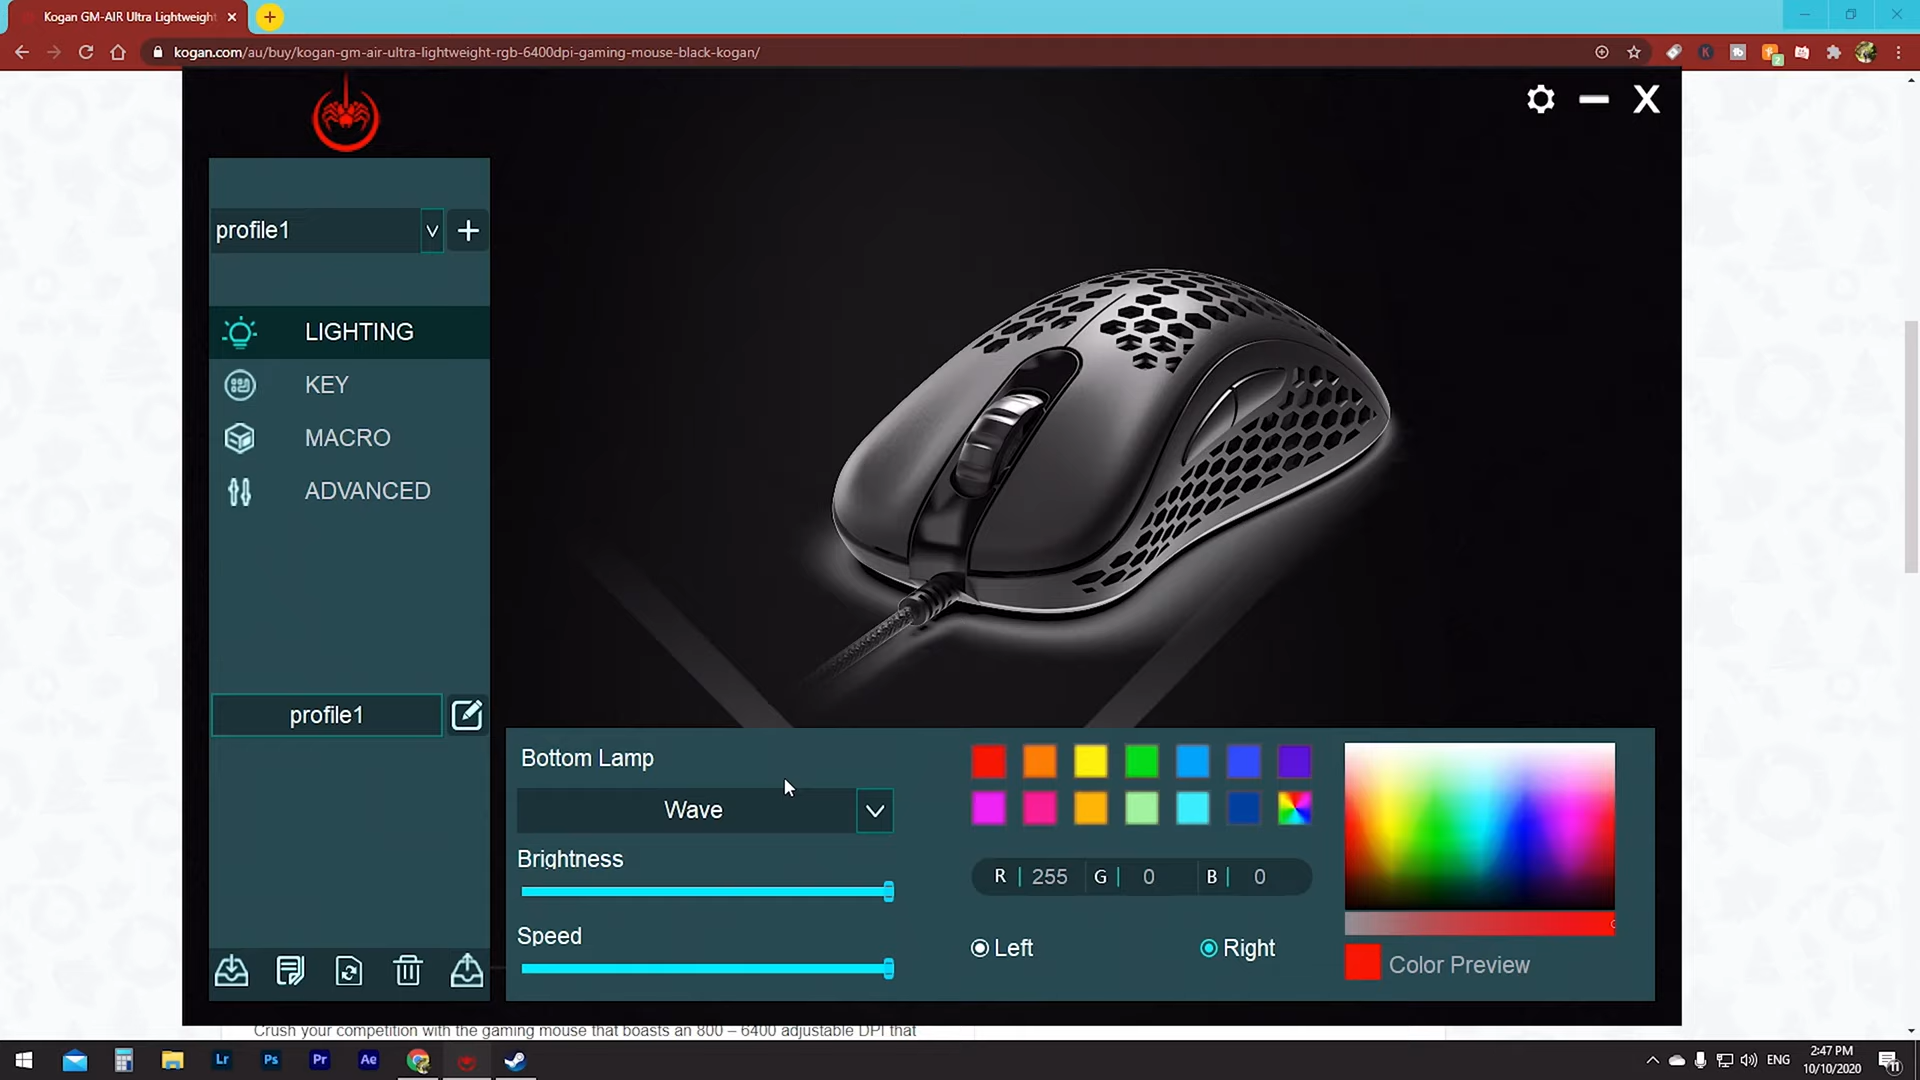 Kogan GM-AIR Ultra Lightweight
kogan.com/au/buy/kogan-gm-air-ultra-lightweight-rgb-6400dpi-gaming-mouse-black-kogan/
profile1
LIGHTING
KEY
MACRO
ADVANCED
profile1
Bottom Lamp
Wave
Brightness
Speed
R | 255 G | 0 B | 0
Left Right
Color Preview
Crush your competition with the gaming mouse that boasts an 800 – 6400 adjustable DPI that
Lr Ps Pr Ae
ENG
2:47 PM
10/10/2020
11